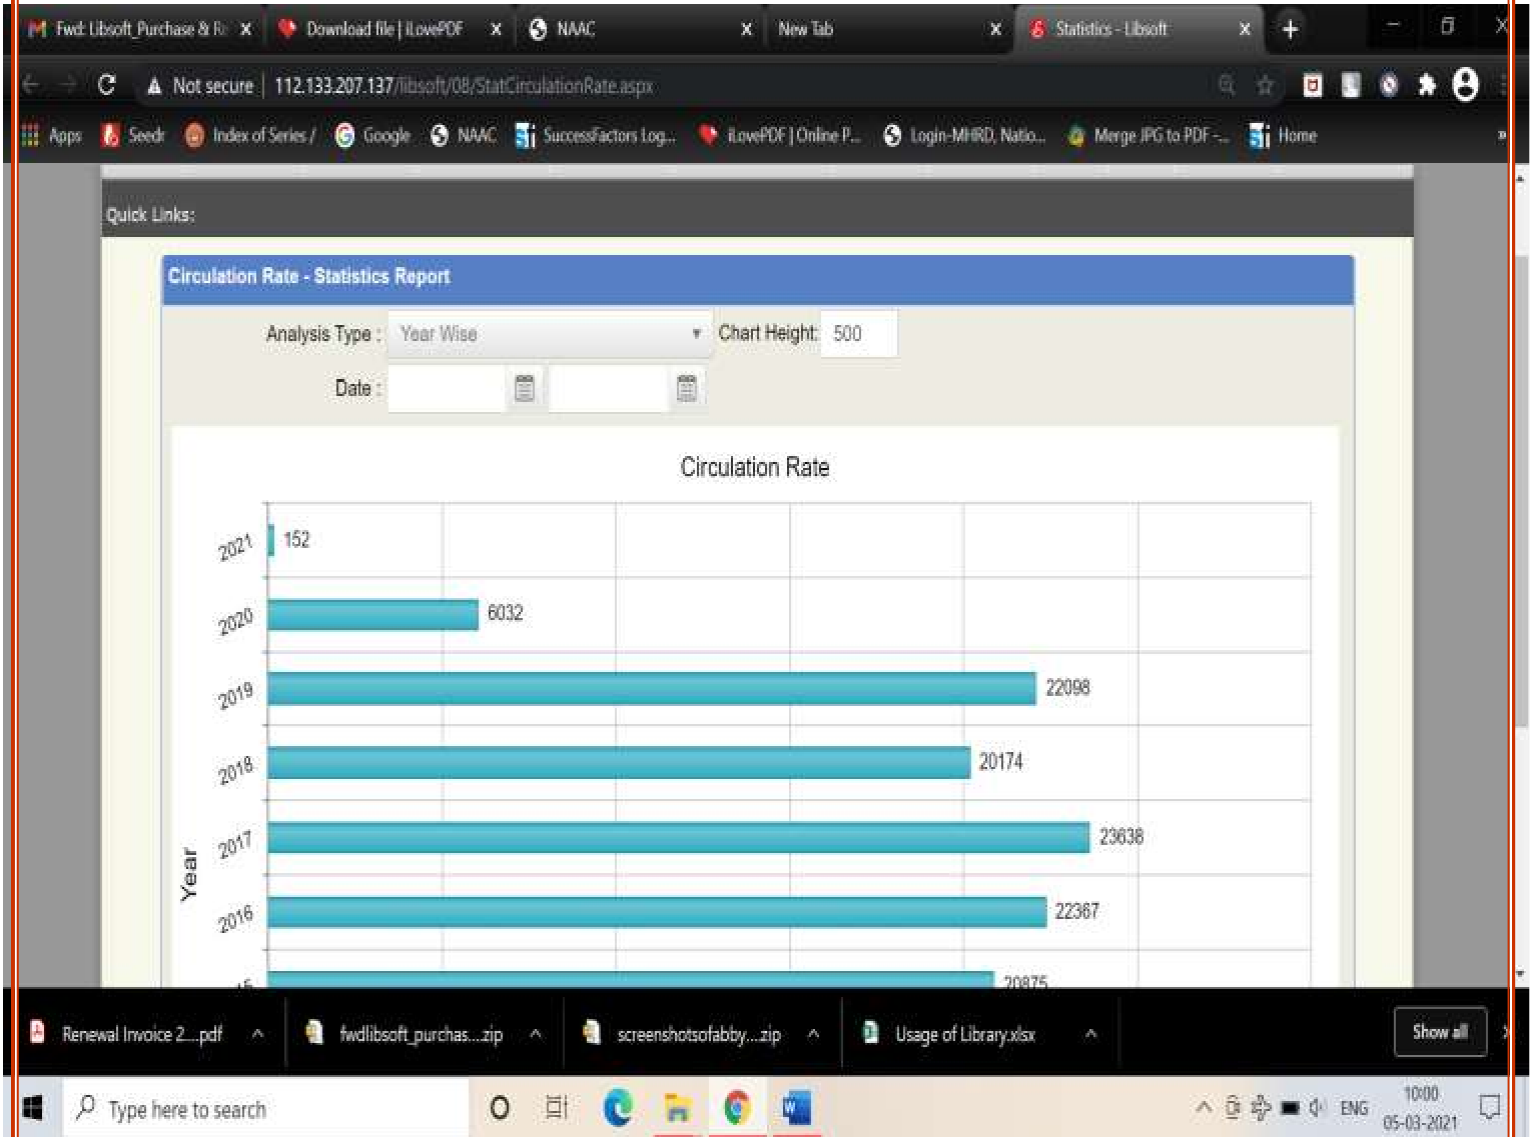 Fwd: Libsoft_Purchase & Re
Download file | iLovePDF
NAAC
New Tab
Statistics - Libsoft
Not secure | 112.133.207.137/libsoft/08/StatCirculationRate.aspx
Apps
Seedr
Index of Series /
Google
NAAC
SuccessFactors Log...
iLovePDF | Online P...
Login-MHRD, Natio...
Merge JPG to PDF -...
Home
Quick Links:
Circulation Rate - Statistics Report
Analysis Type : Year Wise
Chart Height: 500
Date :
Circulation Rate
2021 152
2020 6032
2019 22098
2018 20174
2017 23638
2016 22367
15 20875
Year
Renewal Invoice 2....pdf
fwdlibsoft_purchas...zip
screenshotsofabby...zip
Usage of Library.xlsx
Show all
Type here to search
ENG
10:00
05-03-2021